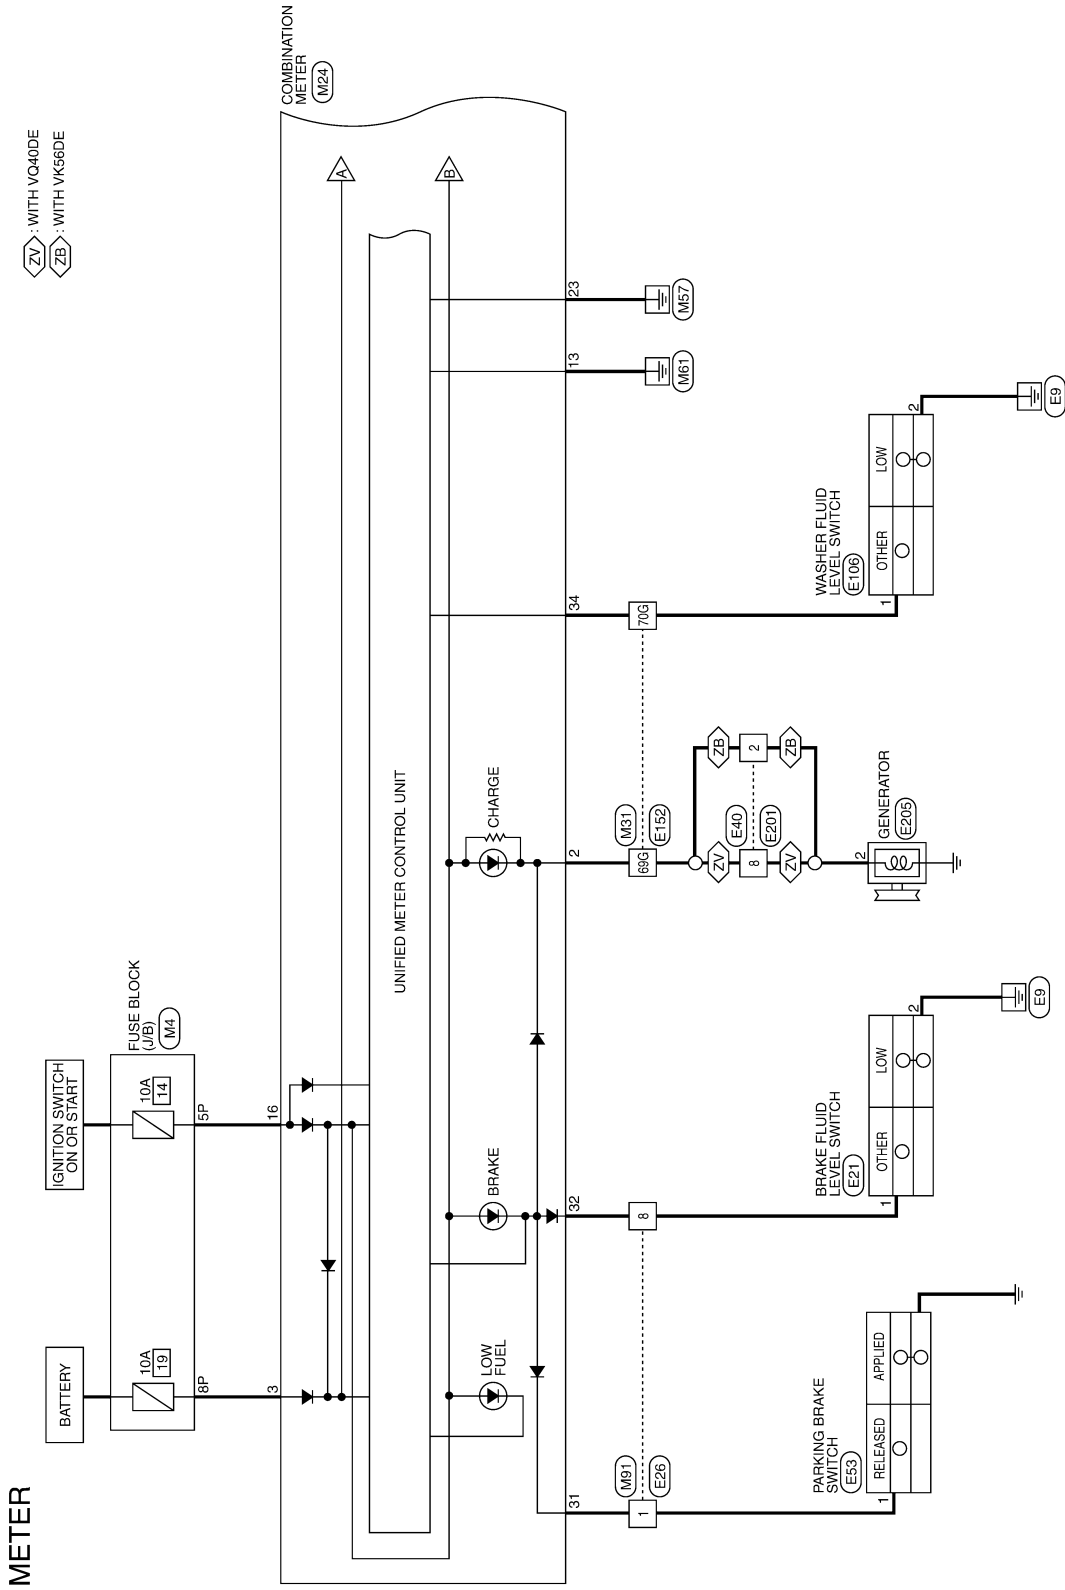 METER
BATTERY
IGNITION SWITCH
ON OR START
ZV : WITH VQ40DE
ZB : WITH VK56DE
10A
19
10A
14
FUSE BLOCK
(J/B)
M4
8P
5P
3
16
COMBINATION
METER
M24
A
UNIFIED METER CONTROL UNIT
B
LOW
FUEL
BRAKE
CHARGE
31
32
2
34
13
23
M91
E26
1
8
M31
E152
69G
70G
M61
M57
ZV
ZB
E40
E201
8
2
ZV
ZB
PARKING BRAKE
SWITCH
E53
1
RELEASED
APPLIED
BRAKE FLUID
LEVEL SWITCH
E21
1
OTHER
LOW
2
E9
GENERATOR
E205
2
WASHER FLUID
LEVEL SWITCH
E106
1
OTHER
LOW
2
E9